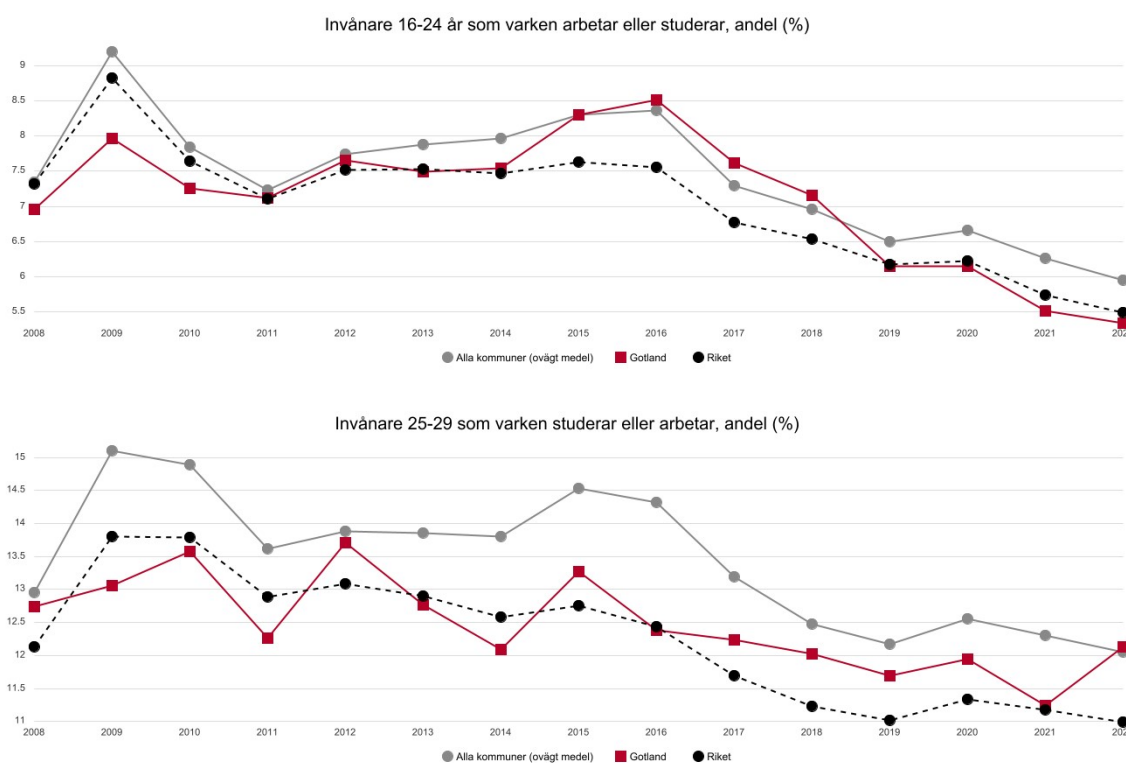 Invånare 16-24 år som varken arbetar eller studerar, andel (%)
9
8.5
8
7.5
7
6.5
6
5.5
2008 2009 2010 2011 2012 2013 2014 2015 2016 2017 2018 2019 2020 2021 202
Alla kommuner (ovägt medel) Gotland Riket
Invånare 25-29 som varken studerar eller arbetar, andel (%)
15
14.5
14
13.5
13
12.5
12
11.5
11
2008 2009 2010 2011 2012 2013 2014 2015 2016 2017 2018 2019 2020 2021 202
Alla kommuner (ovägt medel) Gotland Riket